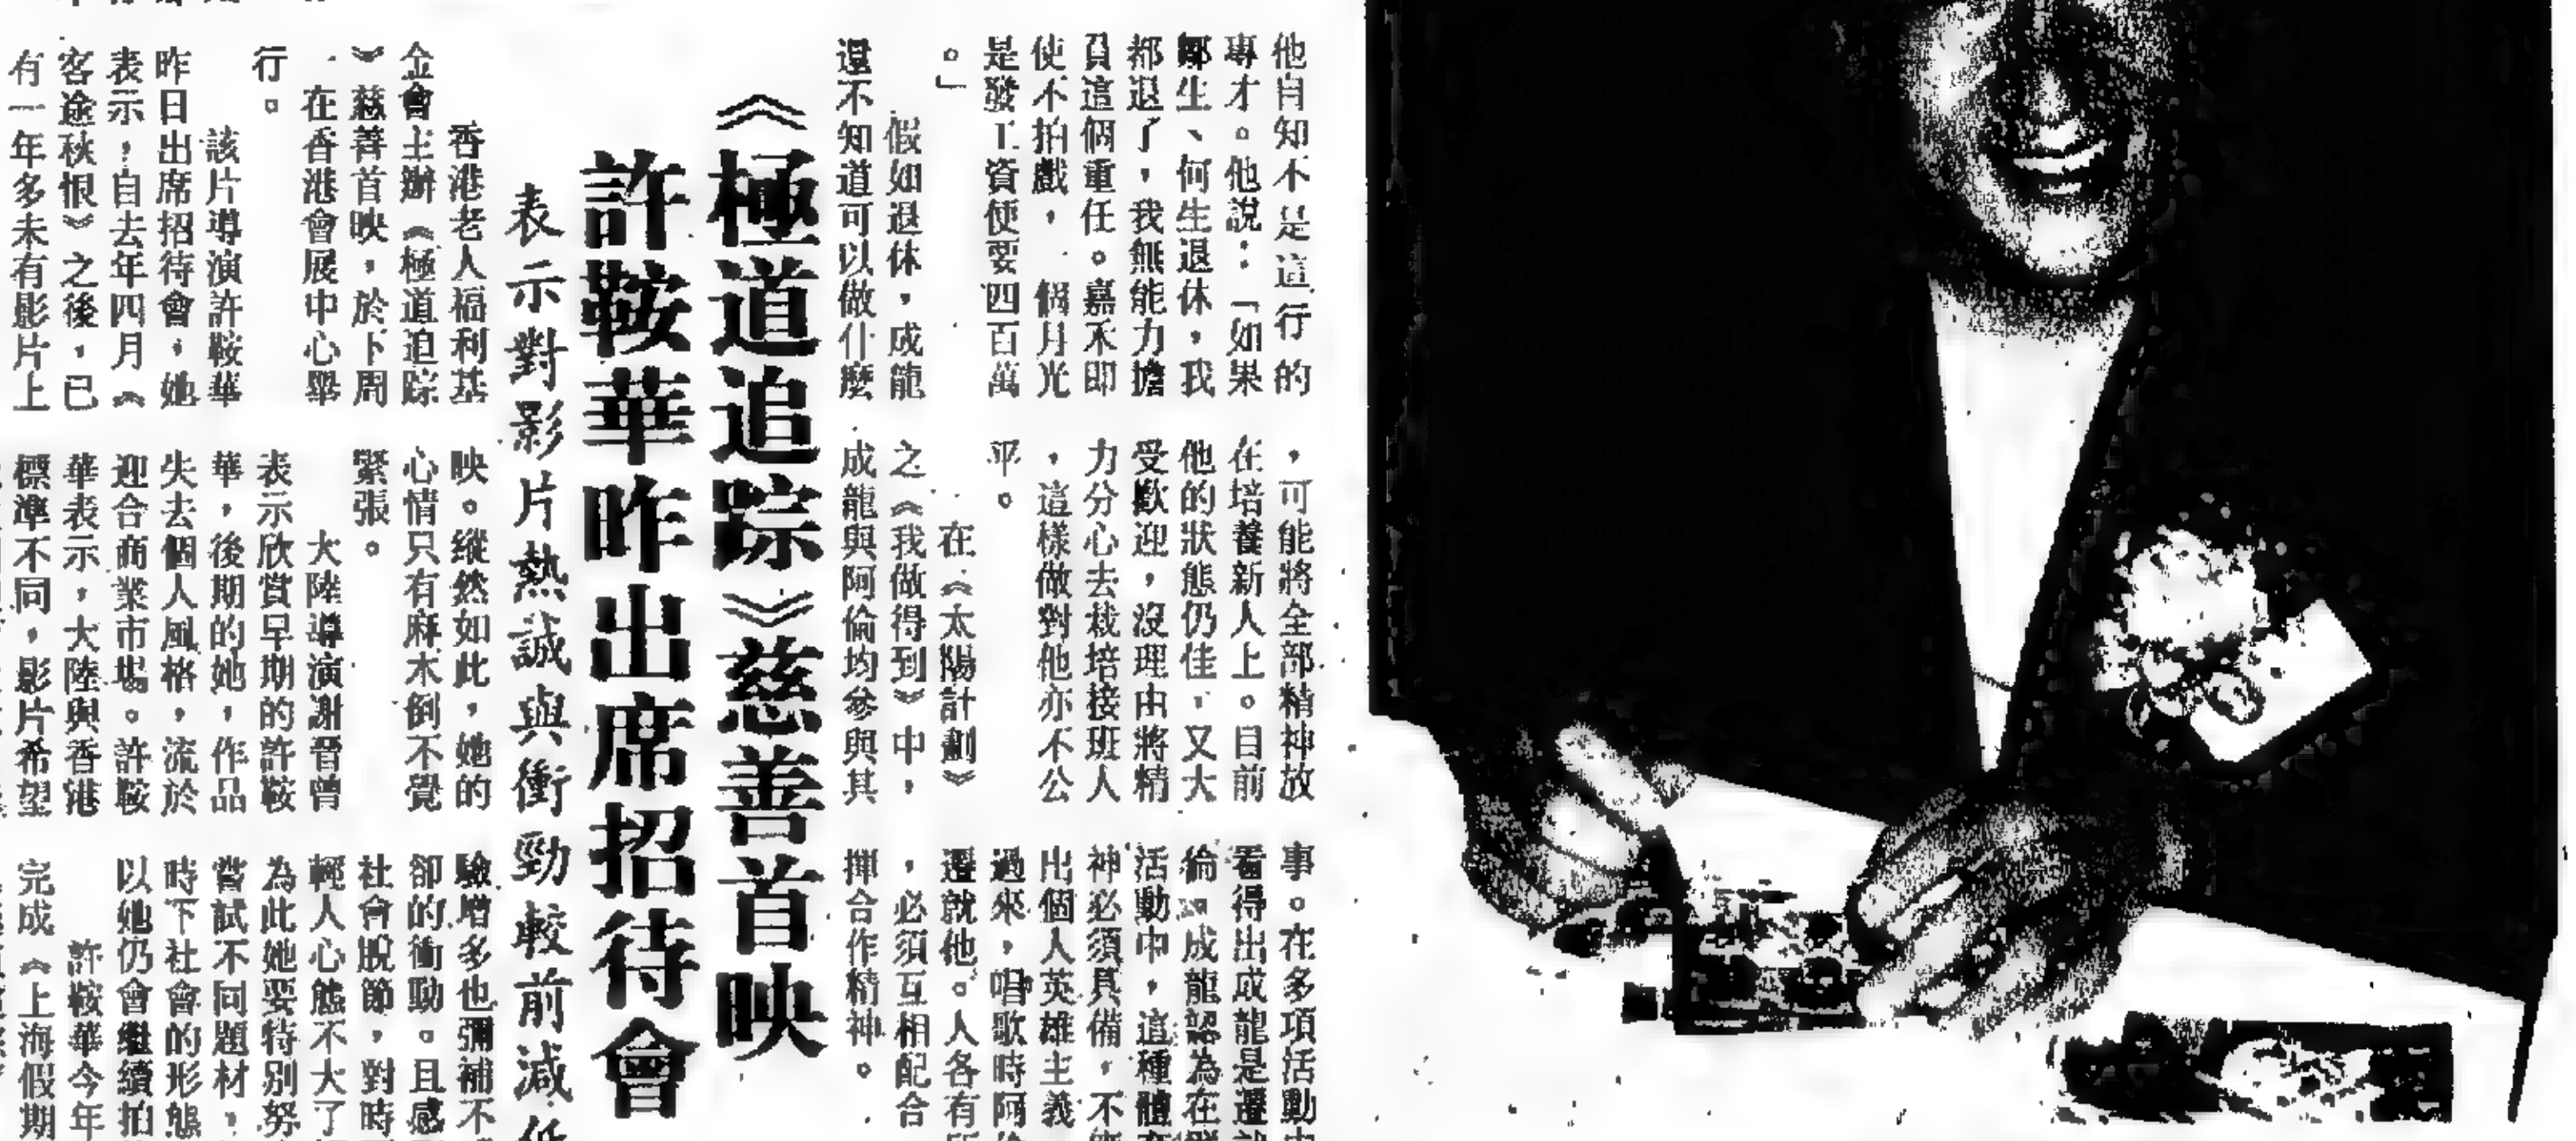 他自知不是這行的
專才。他說：「如果
鄒生、何生退休，我
都退了，我無能力擔
負這個重任。嘉禾即
使不拍戲，一個月光
是發工資便要四百萬
。」
假如退休，成龍
還不知道可以做什麼
，可能將全部精神放
在培養新人上。目前
他的狀態仍佳，又大
受歡迎，沒理由將精
力分心去栽培接班人
，這樣做對他亦不公
平。
在《太陽計劃》
之《我做得到》中，
成龍與阿倫均參與其
事。在多項活動
看得出成龍是遷
倫。成龍認為在
活動中，這種體
神必須具備，不
出個人英雄主義
過來，唱歌時阿
遷就他。人各有
，必須互相配合
揮合作精神。
《極道追踪》慈善首映
許鞍華昨出席招待會
表示對影片熱誠與衝勁較前減低
香港老人福利基
金會主辦《極道追踪
》慈善首映，於下周
一在香港會展中心舉
行。
該片導演許鞍華
昨日出席招待會，她
表示，自去年四月《
客途秋恨》之後，已
有一年多未有影片上
映。縱然如此，她的
心情只有麻木倒不覺
緊張。
大陸導演謝晉曾
表示欣賞早期的許鞍
華，後期的她，作品
失去個人風格，流於
迎合商業市場。許鞍
華表示，大陸與香港
標準不同，影片希望
驗增多也彌補不
卻的衝動。且感
社會脫節，對時
輕人心態不大了
為此她要特別努
嘗試不同題材，
時下社會的形態
以她仍會繼續拍
許鞍華今年
完成《上海假期